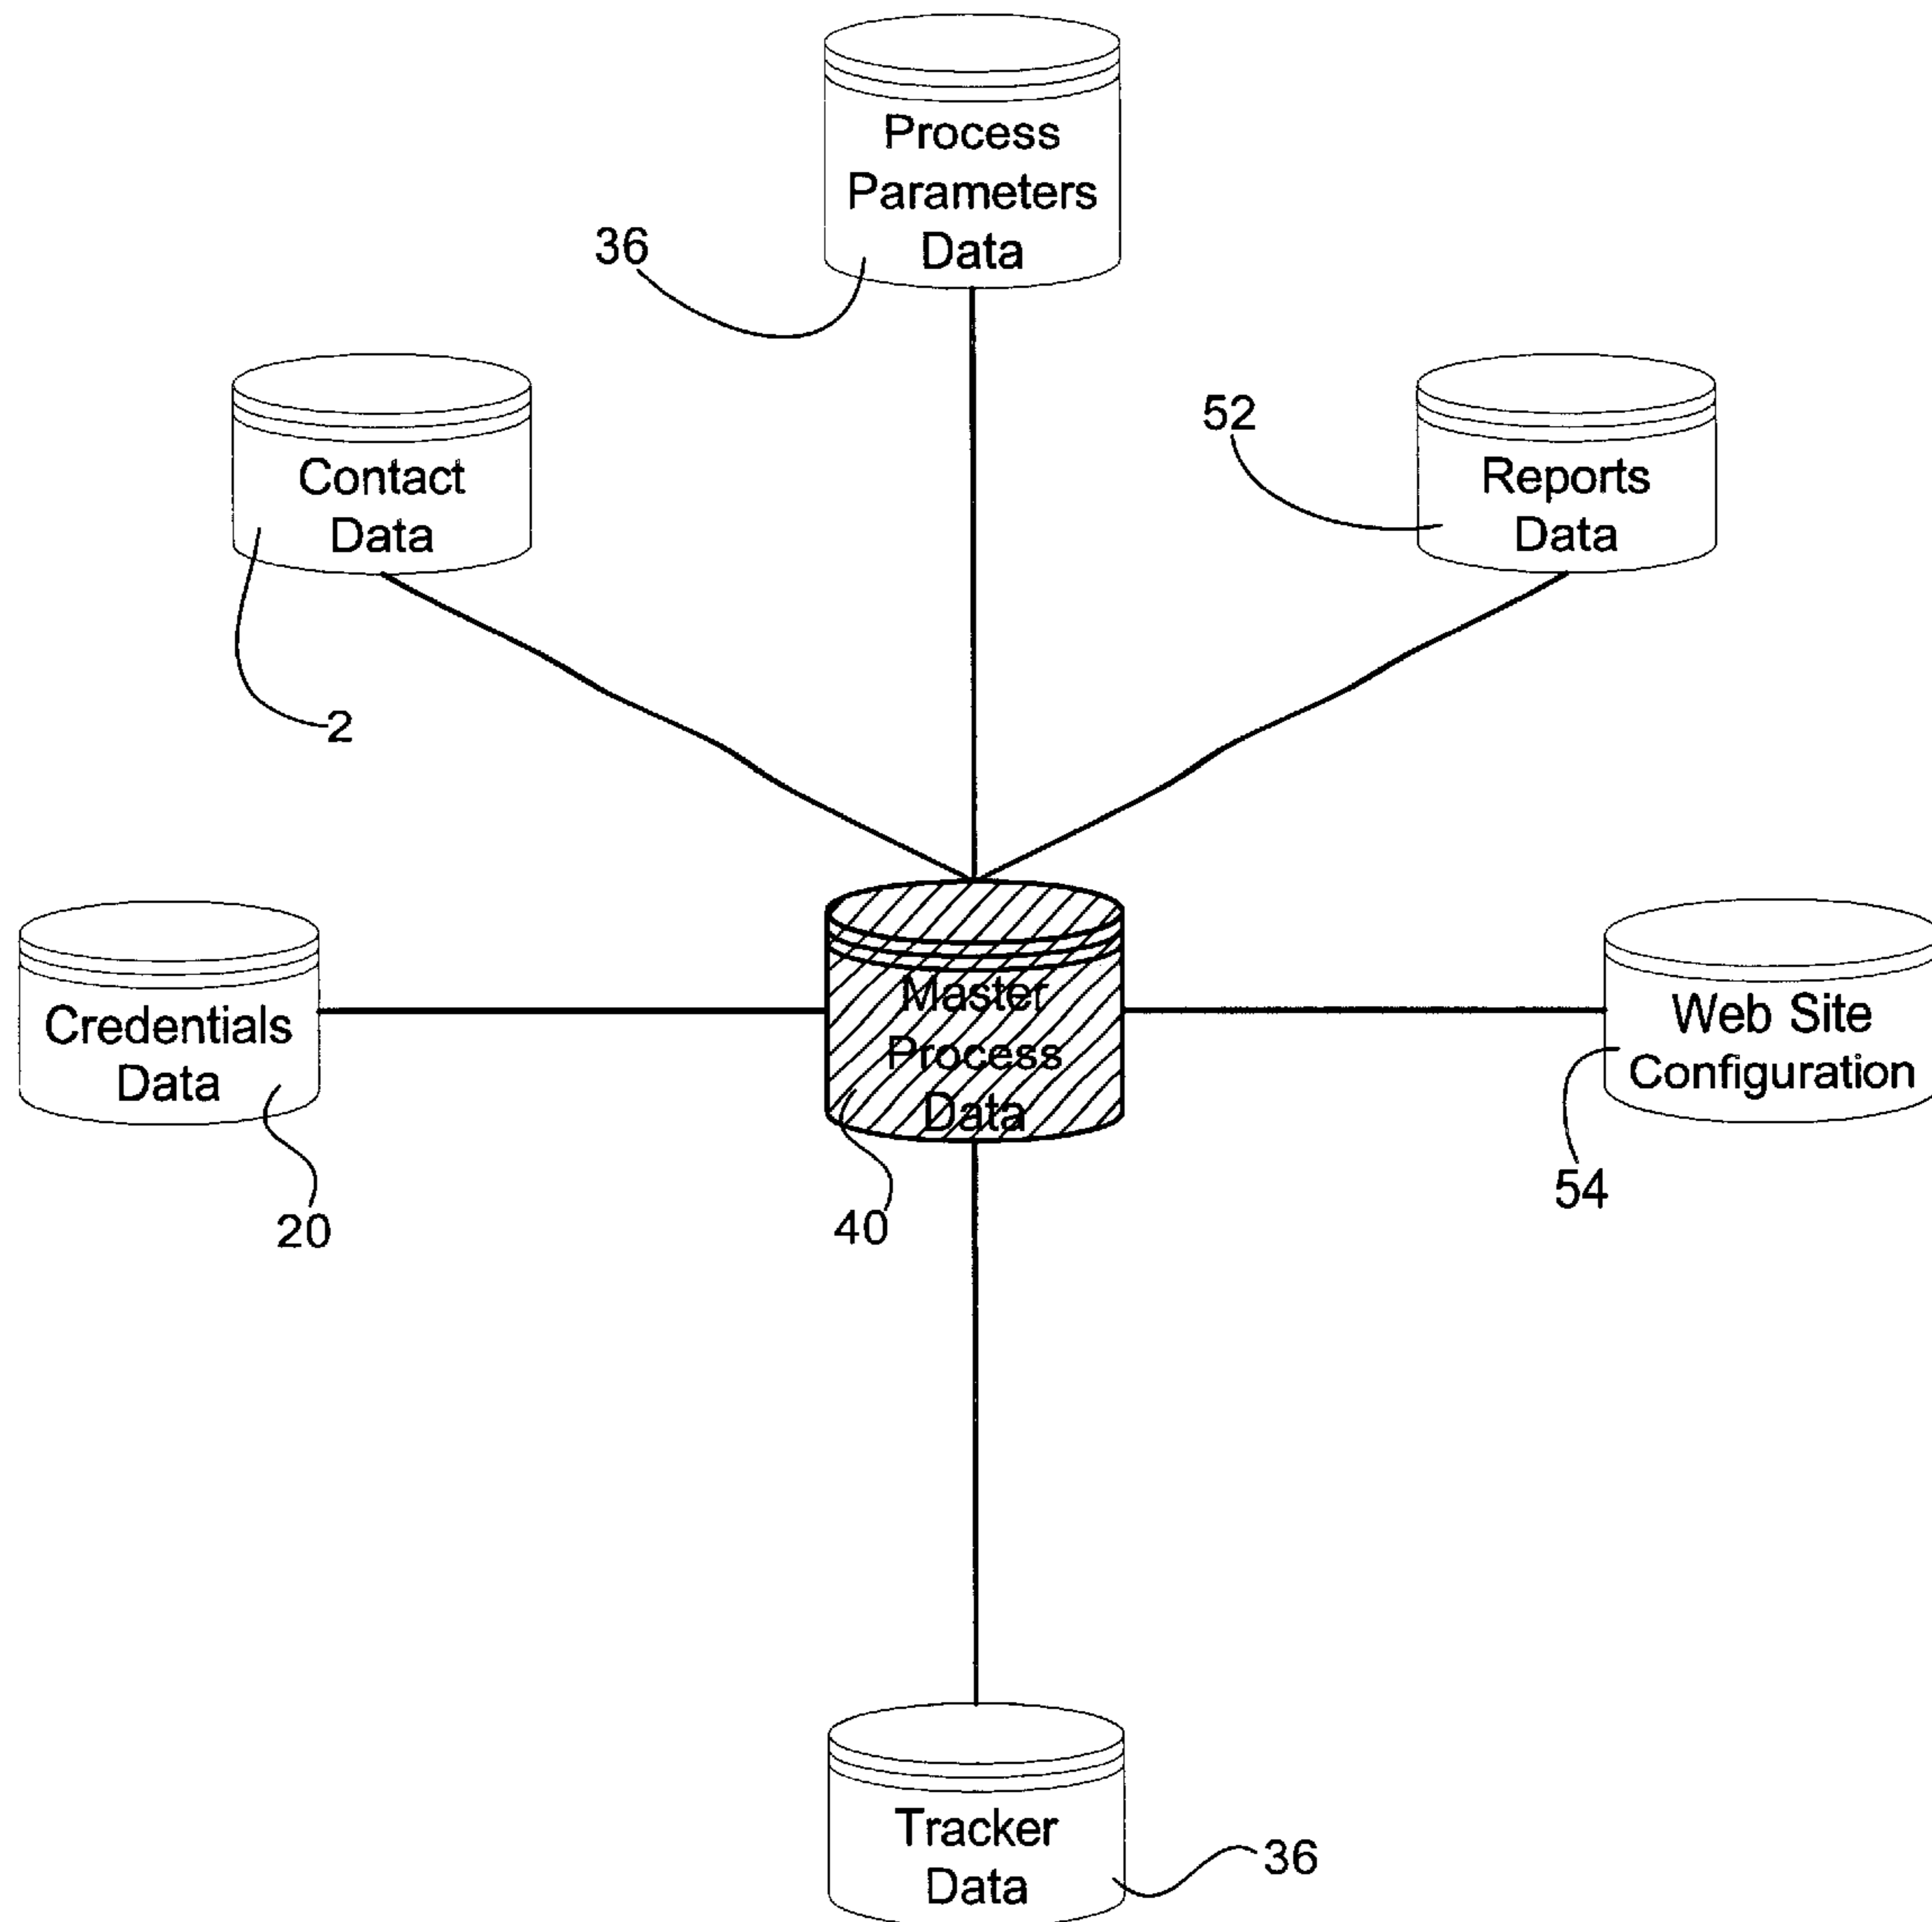 Process
Parameters
Data
36
Contact
Data
2
52
Reports
Data
Credentials
Data
20
Master
Process
Data
40
Web Site
Configuration
54
Tracker
Data
36